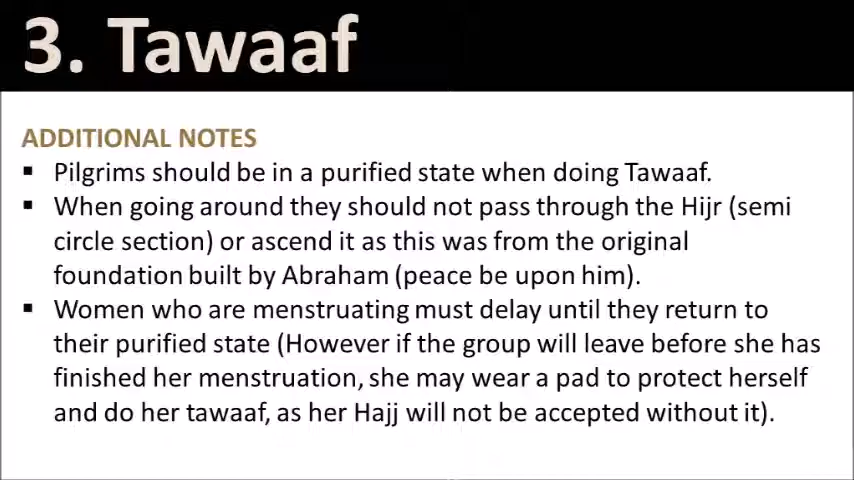 3. Tawaaf
ADDITIONAL NOTES
▪ Pilgrims should be in a purified state when doing Tawaaf.
▪ When going around they should not pass through the Hijr (semi
circle section) or ascend it as this was from the original
foundation built by Abraham (peace be upon him).
▪ Women who are menstruating must delay until they return to
their purified state (However if the group will leave before she has
finished her menstruation, she may wear a pad to protect herself
and do her tawaaf, as her Hajj will not be accepted without it).